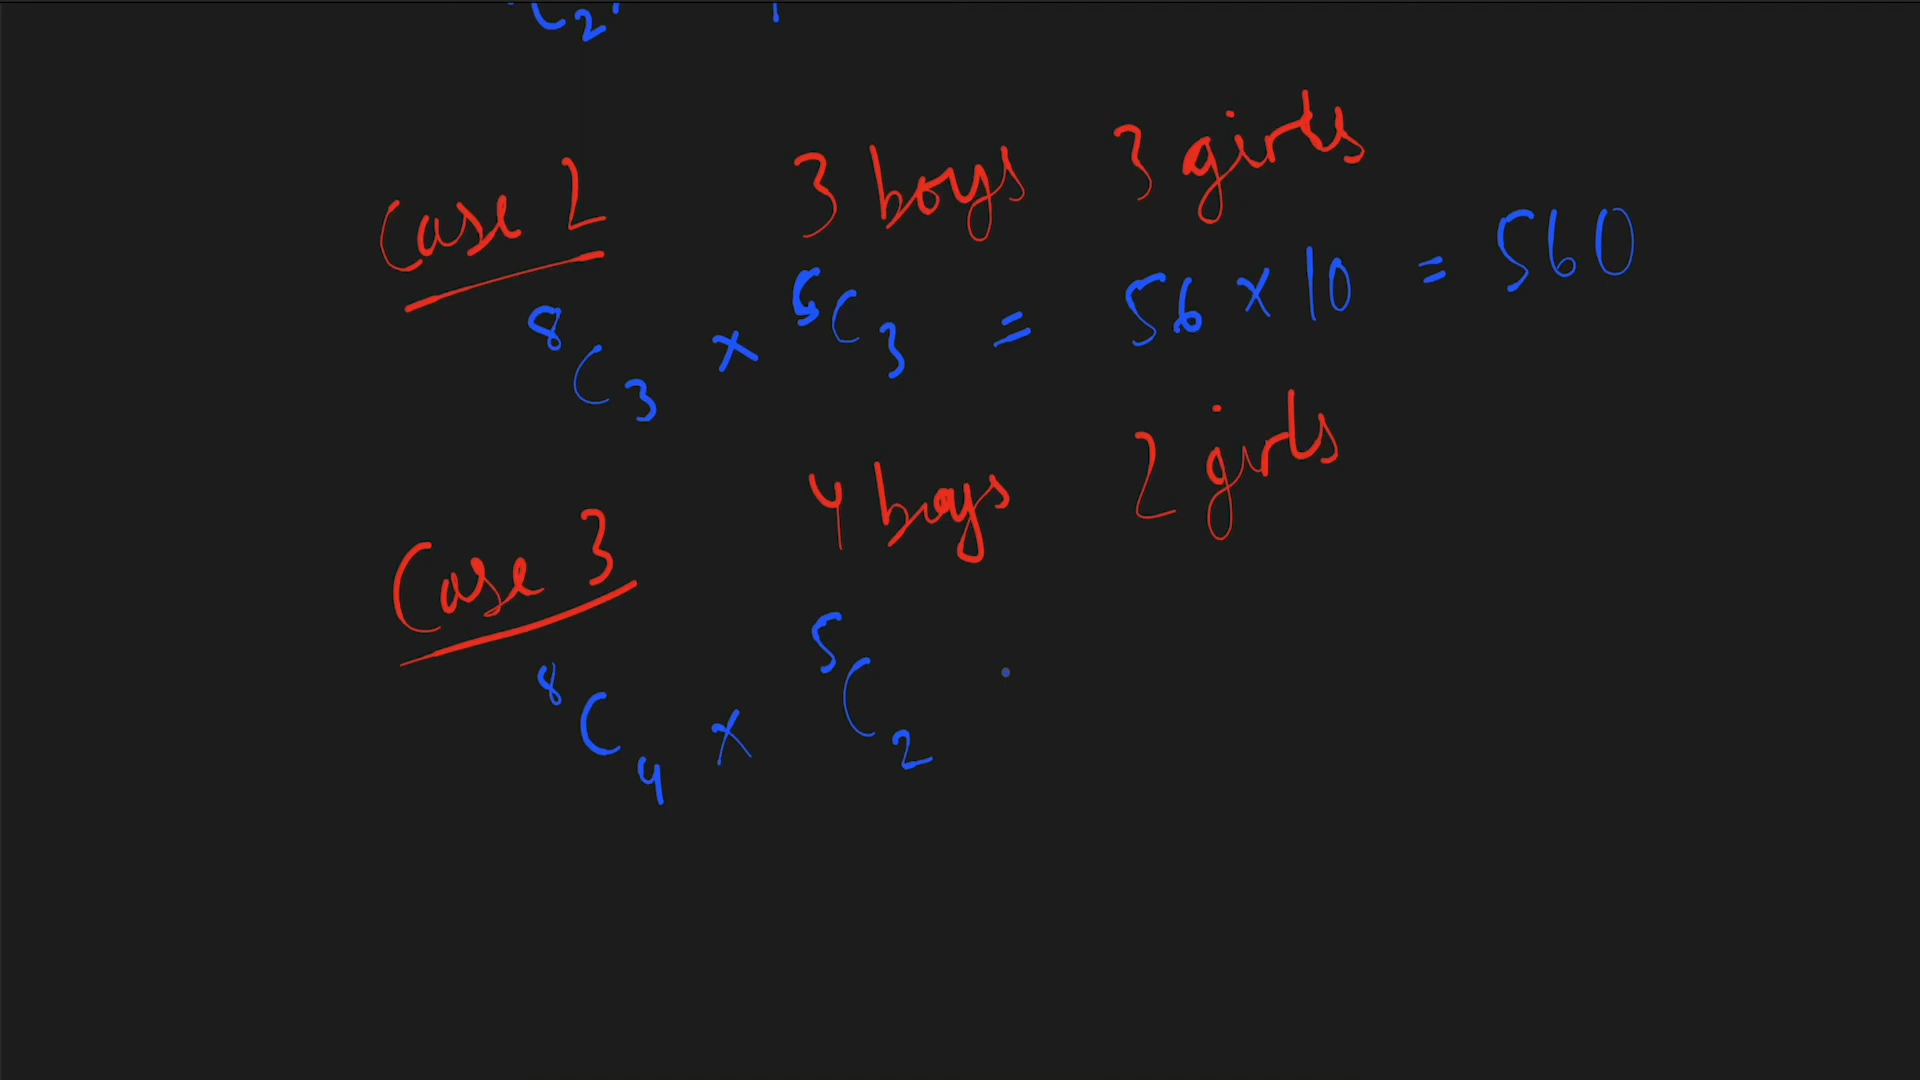 C₂,
Case 2 3 boys 3 girls
⁸C₃ × ⁵C₃ = 56 × 10 = 560
Case 3 4 boys 2 girls
⁸C₄ × ⁵C₂